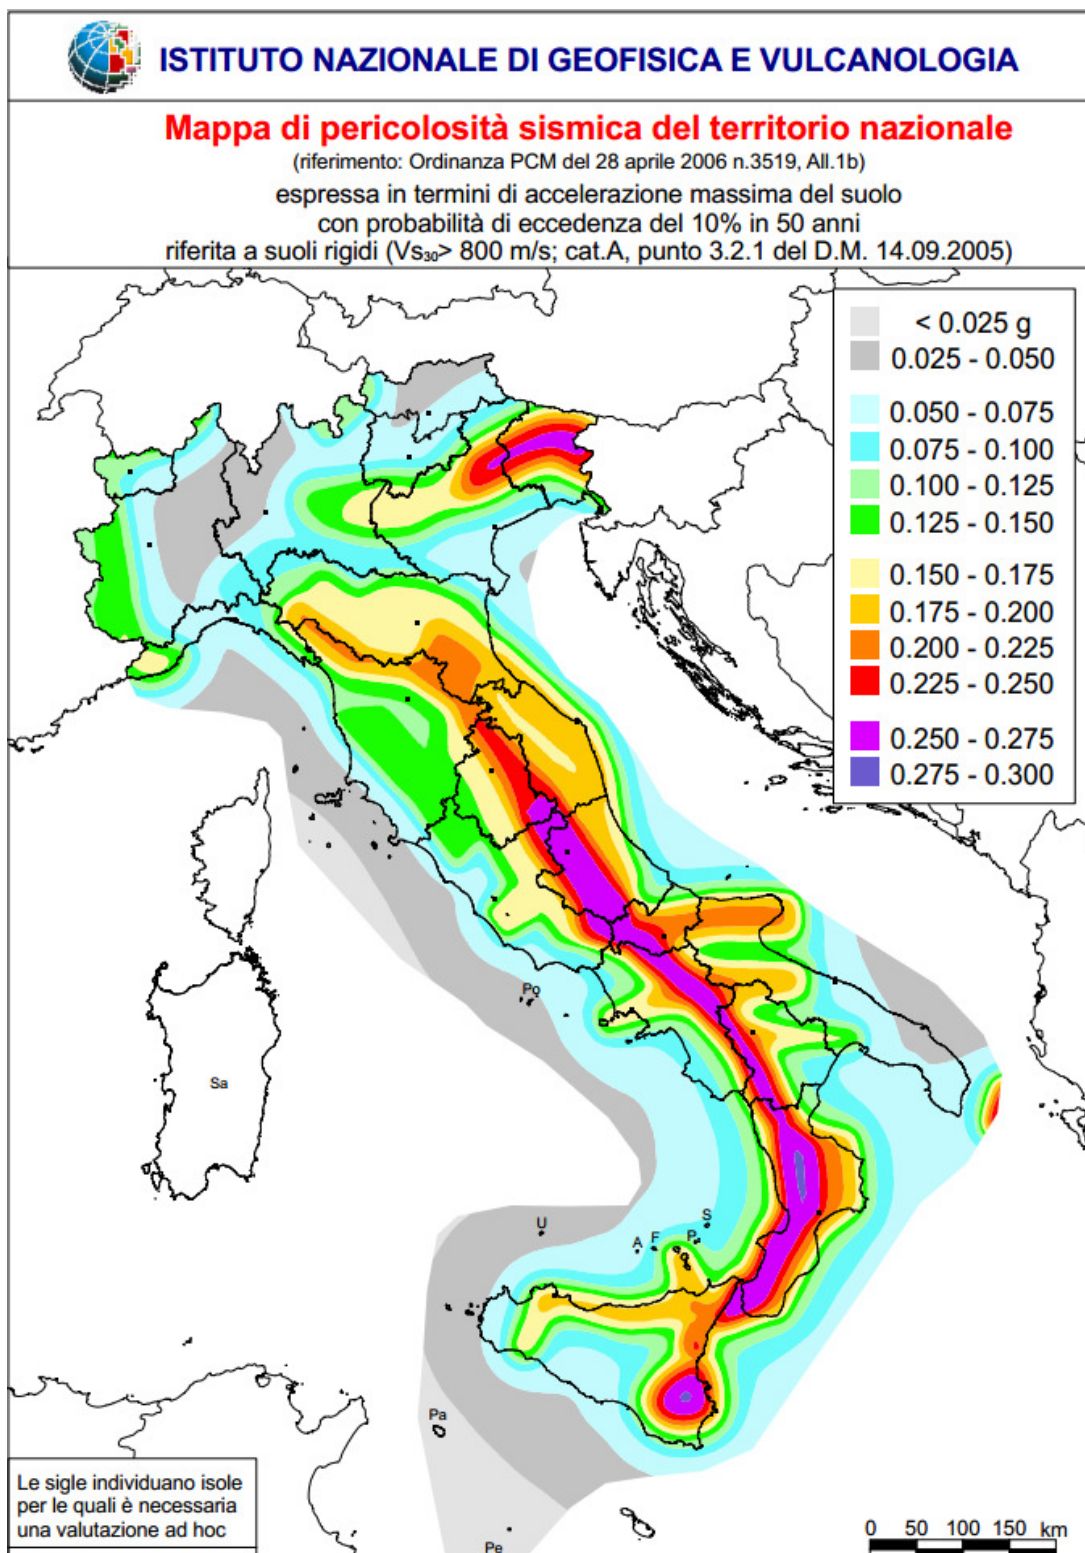 ISTITUTO NAZIONALE DI GEOFISICA E VULCANOLOGIA
Mappa di pericolosità sismica del territorio nazionale
(riferimento: Ordinanza PCM del 28 aprile 2006 n.3519, All.1b)
espressa in termini di accelerazione massima del suolo
con probabilità di eccedenza del 10% in 50 anni
riferita a suoli rigidi (Vs₃₀> 800 m/s; cat.A, punto 3.2.1 del D.M. 14.09.2005)
< 0.025 g
0.025 - 0.050
0.050 - 0.075
0.075 - 0.100
0.100 - 0.125
0.125 - 0.150
0.150 - 0.175
0.175 - 0.200
0.200 - 0.225
0.225 - 0.250
0.250 - 0.275
0.275 - 0.300
Po
Sa
U
A
F
P
S
Pa
Pe
Le sigle individuano isole
per le quali è necessaria
una valutazione ad hoc
0 50 100 150 km